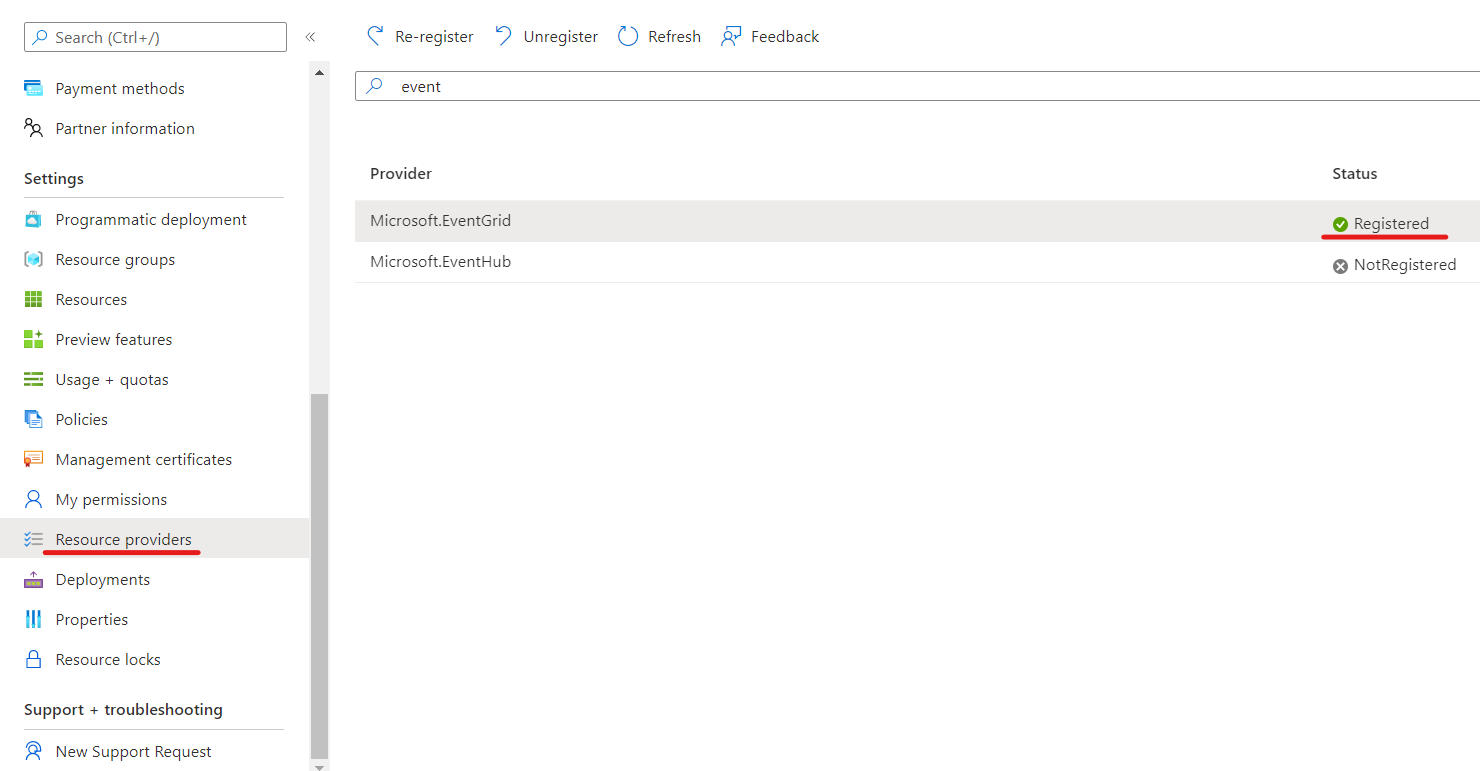 Search (Ctrl+/)
«
Payment methods
Partner information
Settings
Programmatic deployment
Resource groups
Resources
Preview features
Usage + quotas
Policies
Management certificates
My permissions
Resource providers
Deployments
Properties
Resource locks
Support + troubleshooting
New Support Request
Re-register Unregister Refresh Feedback
event
Provider Status
Microsoft.EventGrid Registered
Microsoft.EventHub NotRegistered